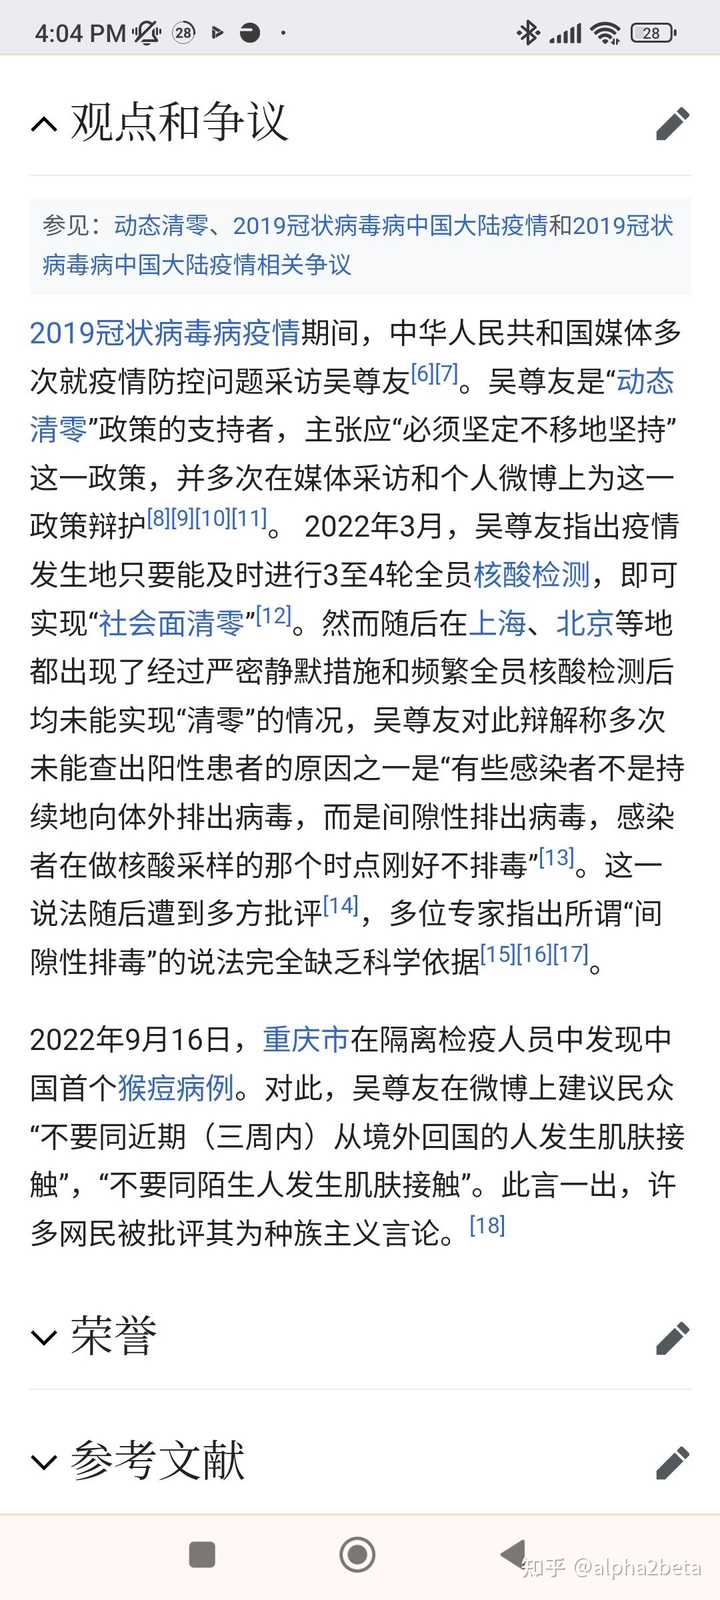 4:04 PM 28 28
观点和争议
参见：动态清零、2019冠状病毒病中国大陆疫情和2019冠状
病毒病中国大陆疫情相关争议
2019冠状病毒病疫情期间，中华人民共和国媒体多
次就疫情防控问题采访吴尊友[6][7]。吴尊友是“动态
清零”政策的支持者，主张应“必须坚定不移地坚持”
这一政策，并多次在媒体采访和个人微博上为这一
政策辩护[8][9][10][11]。 2022年3月，吴尊友指出疫情
发生地只要能及时进行3至4轮全员核酸检测，即可
实现“社会面清零”[12]。然而随后在上海、北京等地
都出现了经过严密静默措施和频繁全员核酸检测后
均未能实现“清零”的情况，吴尊友对此辩解称多次
未能查出阳性患者的原因之一是“有些感染者不是持
续地向体外排出病毒，而是间隙性排出病毒，感染
者在做核酸采样的那个时点刚好不排毒”[13]。这一
说法随后遭到多方批评[14]，多位专家指出所谓“间
隙性排毒”的说法完全缺乏科学依据[15][16][17]。
2022年9月16日，重庆市在隔离检疫人员中发现中
国首个猴痘病例。对此，吴尊友在微博上建议民众
“不要同近期（三周内）从境外回国的人发生肌肤接
触”，“不要同陌生人发生肌肤接触”。此言一出，许
多网民被批评其为种族主义言论。[18]
荣誉
参考文献
知乎 @alpha2beta